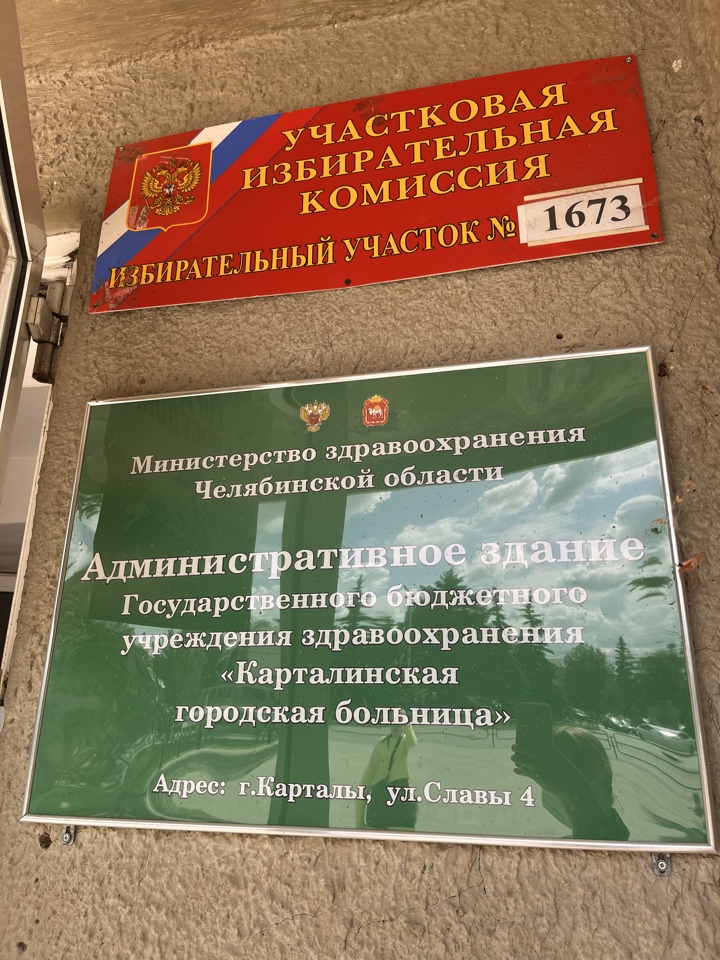 УЧАСТКОВАЯ
ИЗБИРАТЕЛЬНАЯ
КОМИССИЯ
ИЗБИРАТЕЛЬНЫЙ УЧАСТОК № 1673
Министерство здравоохранения
Челябинской области
Административное здание
Государственного бюджетного
учреждения здравоохранения
«Карталинская
городская больница»
Адрес: г.Карталы, ул.Славы 4